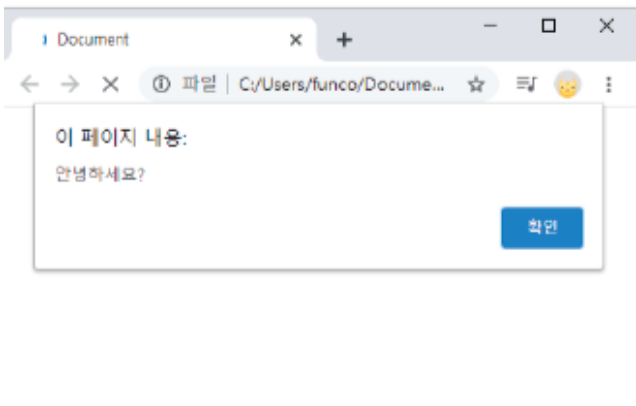 Document
파일 | C:/Users/funco/Docume...
이 페이지 내용:
안녕하세요?
확인